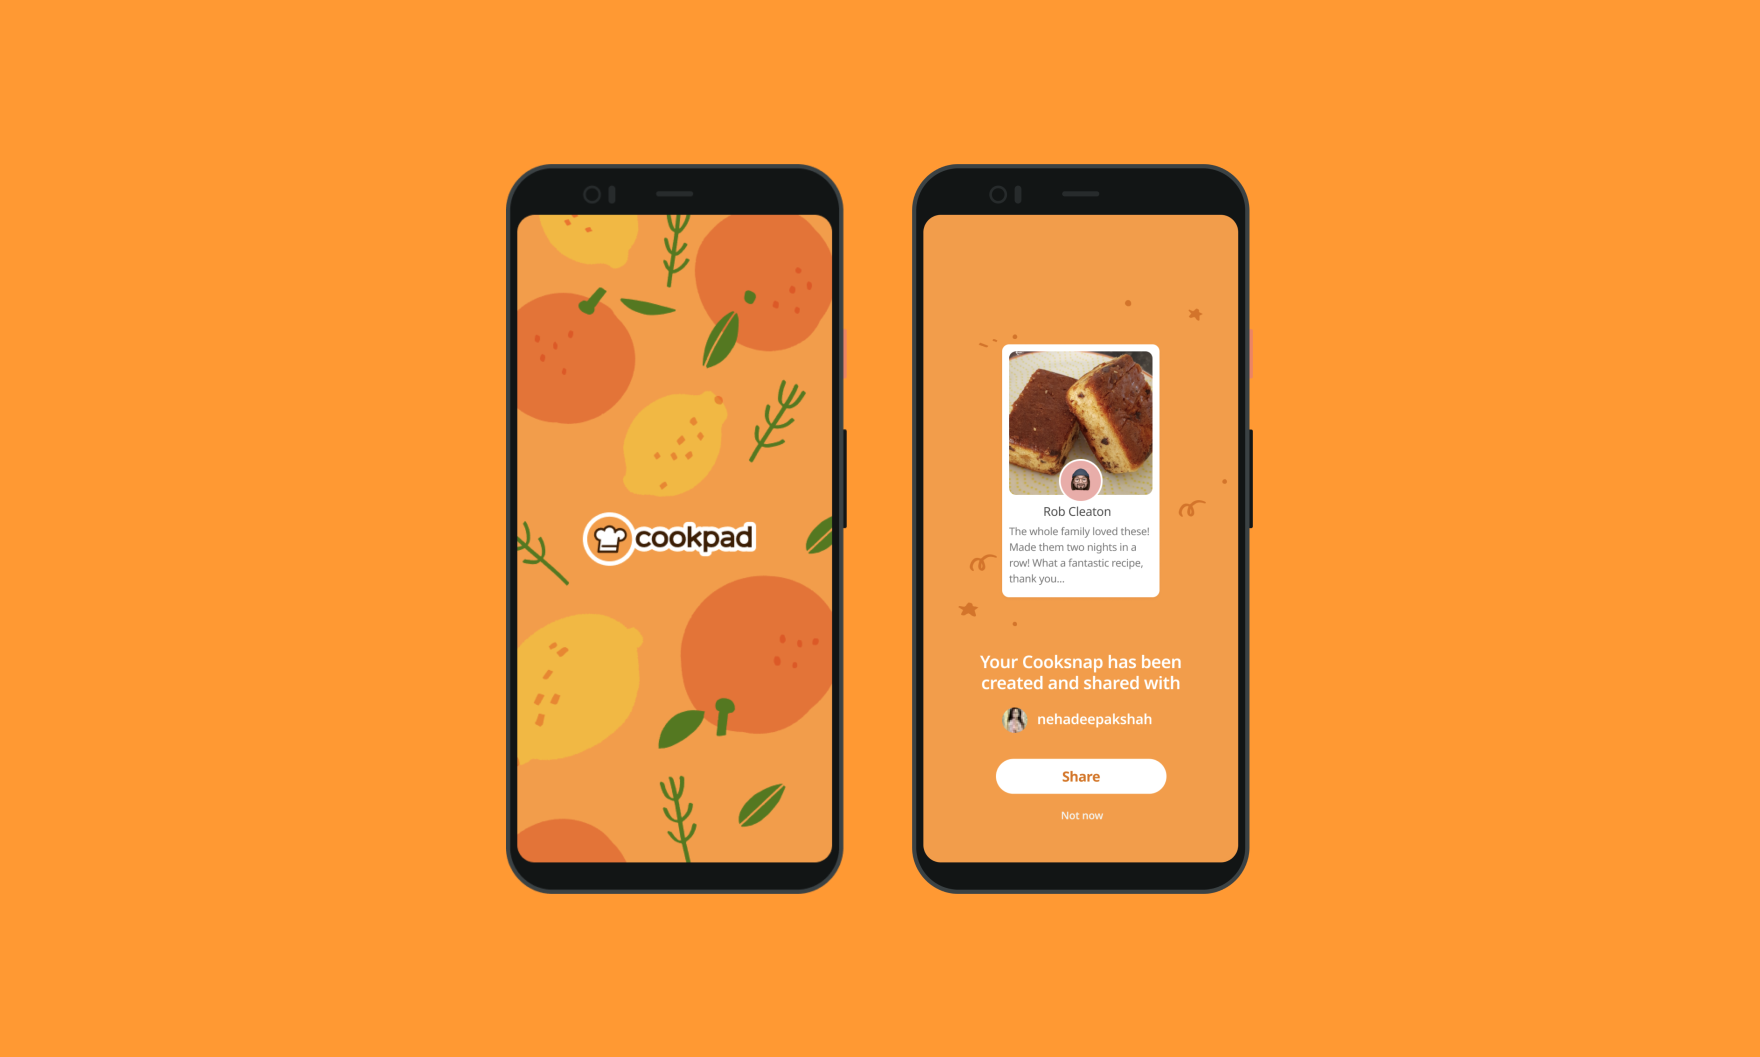 cookpad
Rob Cleaton
The whole family loved these!
Made them two nights in a
row! What a fantastic recipe,
thank you...
Your Cooksnap has been
created and shared with
nehadeepakshah
Share
Not now